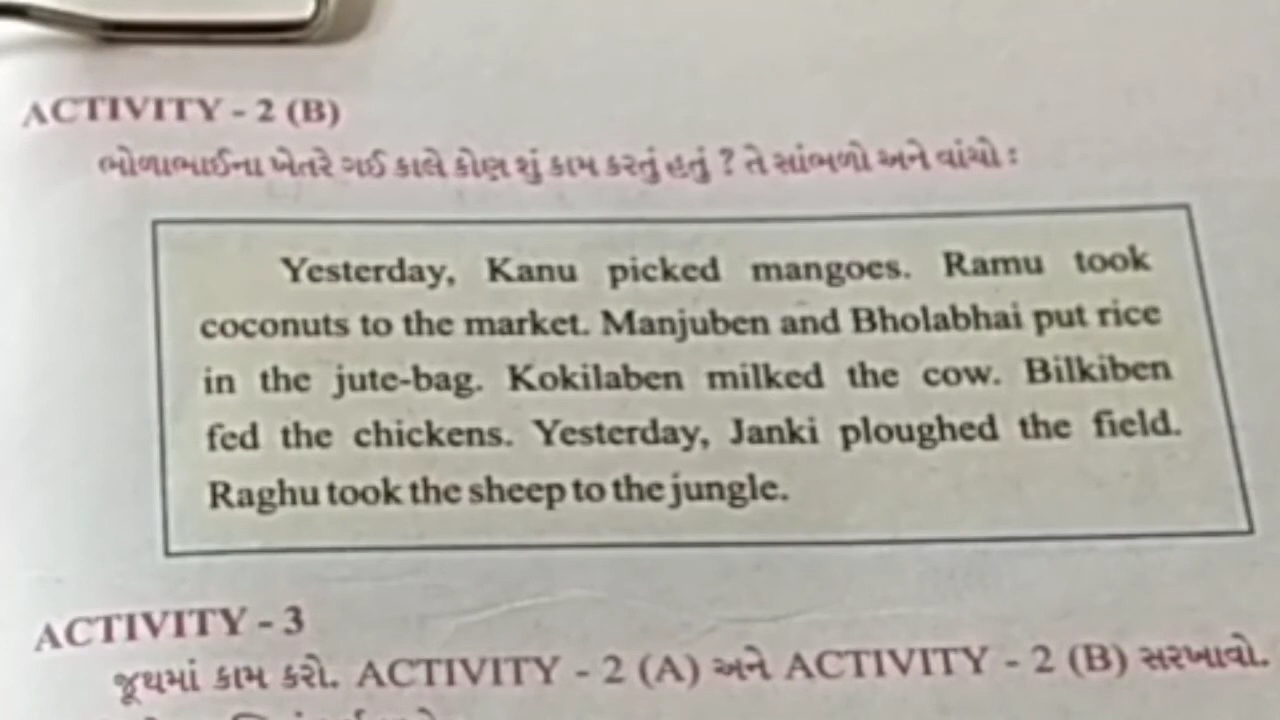 ACTIVITY - 2 (B)
ભોળાભાઈના ખેતરે ગઈ કાલે કોણ શું કામ કરતું હતું ? તે સાંભળો અને વાંચો :
Yesterday, Kanu picked mangoes. Ramu took
coconuts to the market. Manjuben and Bholabhai put rice
in the jute-bag. Kokilaben milked the cow. Bilkiben
fed the chickens. Yesterday, Janki ploughed the field.
Raghu took the sheep to the jungle.
ACTIVITY - 3
જૂથમાં કામ કરો. ACTIVITY - 2 (A) અને ACTIVITY - 2 (B) સરખાવો.